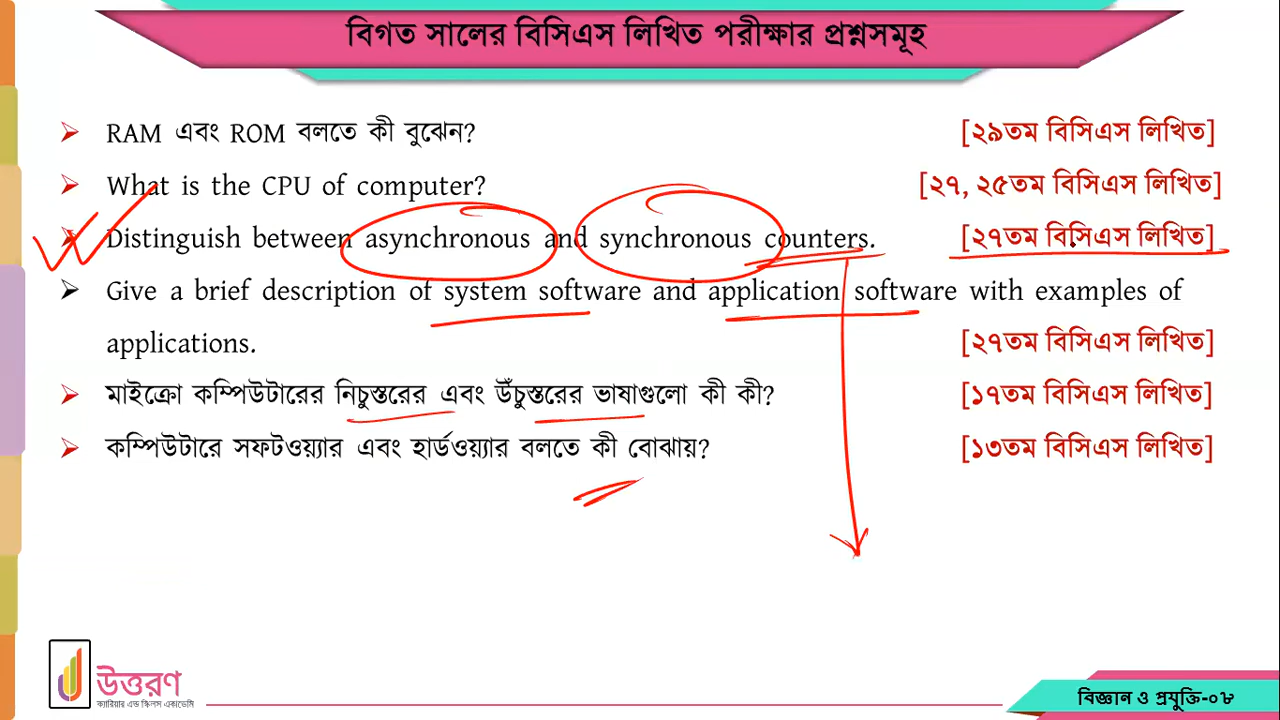 বিগত সালের বিসিএস লিখিত পরীক্ষার প্রশ্নসমূহ
RAM এবং ROM বলতে কী বুঝেন? [২৯তম বিসিএস লিখিত]
What is the CPU of computer? [২৭, ২৫তম বিসিএস লিখিত]
Distinguish between asynchronous and synchronous counters. [২৭তম বিসিএস লিখিত]
Give a brief description of system software and application software with examples of
applications. [২৭তম বিসিএস লিখিত]
মাইক্রো কম্পিউটারের নিচুস্তরের এবং উঁচুস্তরের ভাষাগুলো কী কী? [১৭তম বিসিএস লিখিত]
কম্পিউটারে সফটওয়্যার এবং হার্ডওয়্যার বলতে কী বোঝায়? [১৩তম বিসিএস লিখিত]
উত্তরণ
ক্যারিয়ার এন্ড স্কিলস একাডেমি
বিজ্ঞান ও প্রযুক্তি-০৮